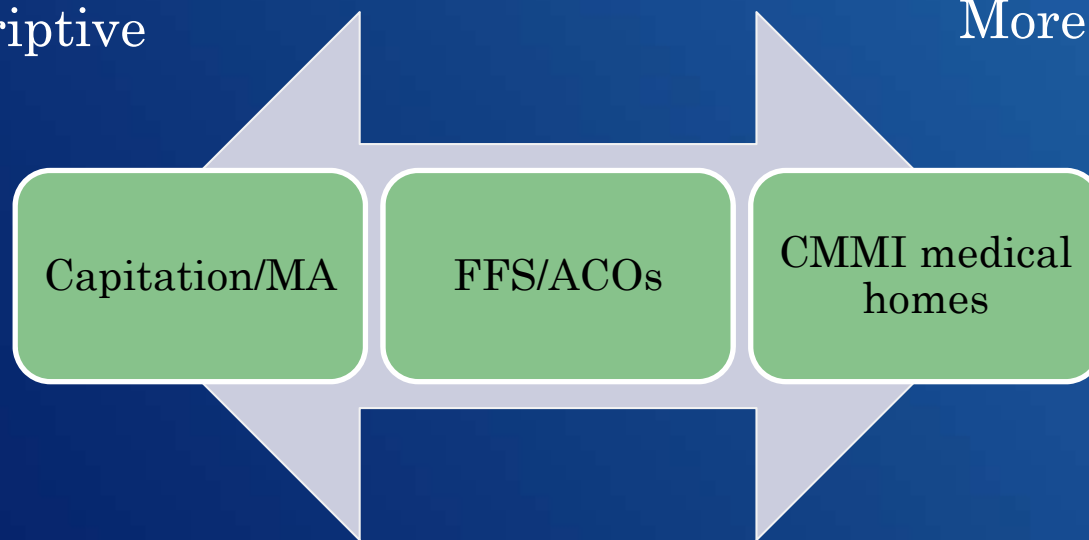 riptive
More
Capitation/MA
FFS/ACOs
CMMI medical
homes